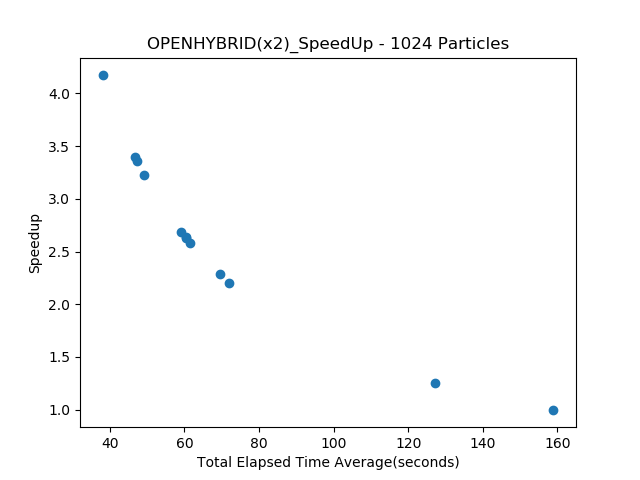 OPENHYBRID(x2)_SpeedUp - 1024 Particles
4.0
3.5
3.0
2.5
2.0
1.5
1.0
Speedup
40 60 80 100 120 140 160
Total Elapsed Time Average(seconds)